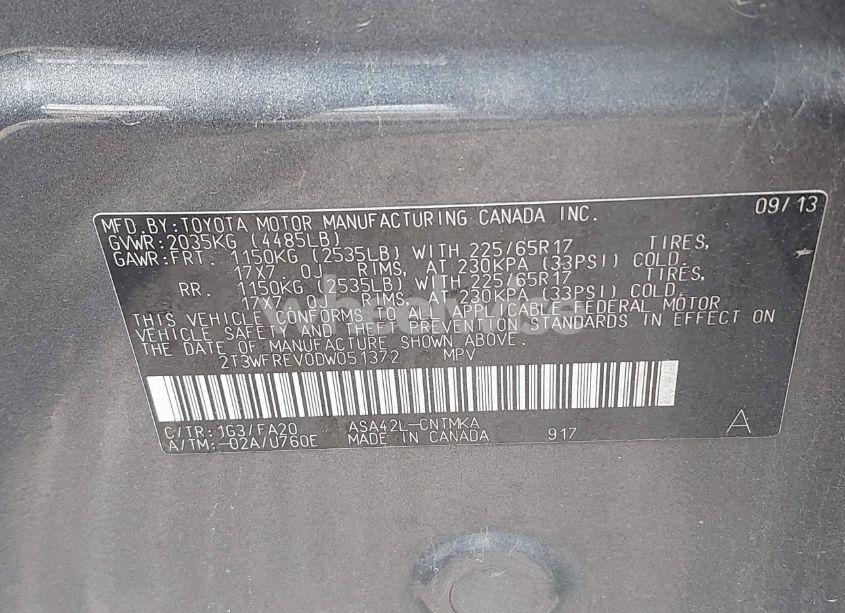 09/13
MFD.BY:TOYOTA MOTOR MANUFACTURING CANADA INC.
GVWR:2035KG (4485LB)
GAWR:FRT. 1150KG (2535LB) WITH 225/65R17 TIRES,
17X7.0J RIMS, AT 230KPA (33PSI) COLD.
RR. 1150KG (2535LB) WITH 225/65R17 TIRES,
17X7.0J RIMS, AT 230KPA (33PSI) COLD.
THIS VEHICLE CONFORMS TO ALL APPLICABLE FEDERAL MOTOR
VEHICLE SAFETY AND THEFT PREVENTION STANDARDS IN EFFECT ON
THE DATE OF MANUFACTURE SHOWN ABOVE.
2T3WFREV0DW051372 MPV
C/TR:1G3/FA20 ASA42L-CNTMKA
A/TM:-02A/U760E MADE IN CANADA 917 A
wheelwise